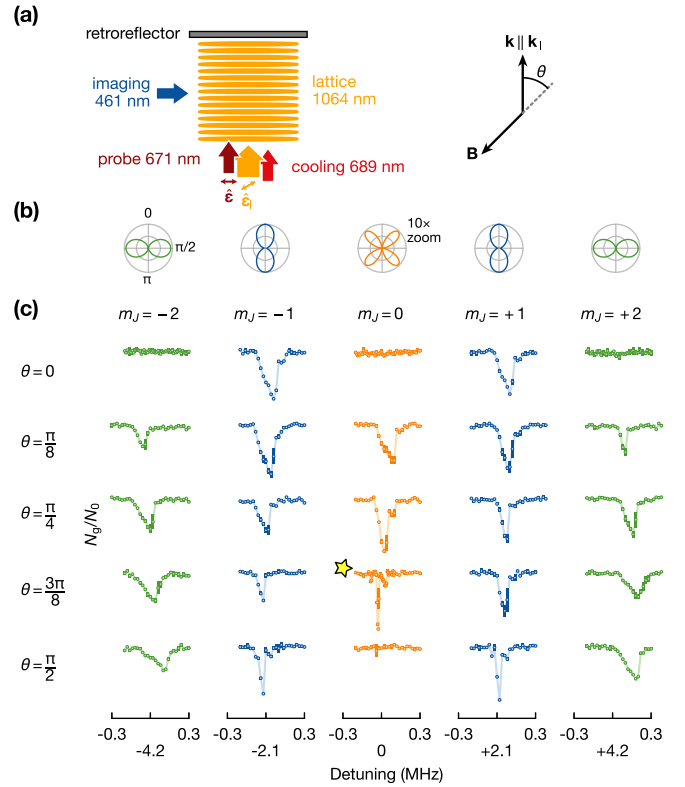 (a)
retroreflector
imaging
461 nm
lattice
1064 nm
probe 671 nm
cooling 689 nm
ε̂
ε̂ₗ
k ∥ kₗ
θ
B
(b)
0
π/2
π
10×
zoom
(c)
m_J = −2 m_J = −1 m_J = 0 m_J = +1 m_J = +2
θ = 0
θ = π/8
θ = π/4
θ = 3π/8
θ = π/2
N_g/N_0
-0.3 0.3 -0.3 0.3 -0.3 0.3 -0.3 0.3 -0.3 0.3
-4.2 -2.1 0 +2.1 +4.2
Detuning (MHz)